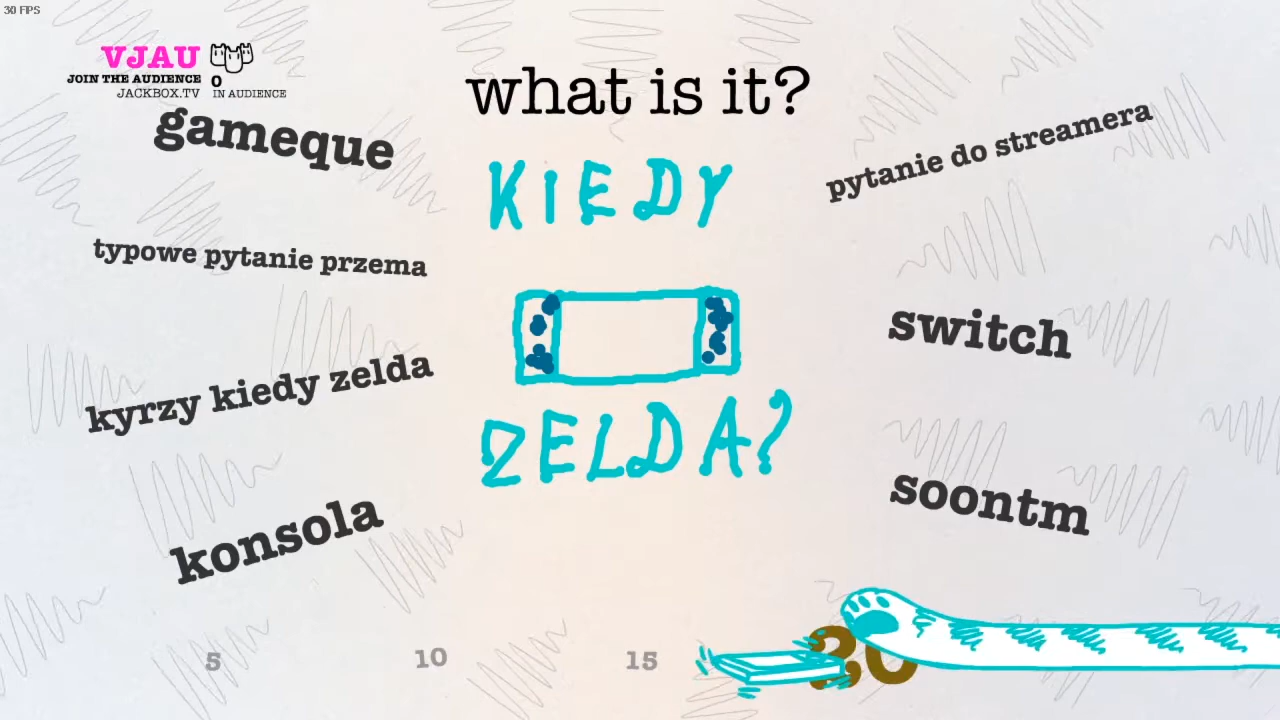 30 FPS
VJAU
JOIN THE AUDIENCE
JACKBOX.TV
0
IN AUDIENCE
what is it?
gameque
pytanie do streamera
KIEDY
typowe pytanie przema
switch
kyrzy kiedy zelda
ZELDA?
soontm
konsola
5
10
15
20